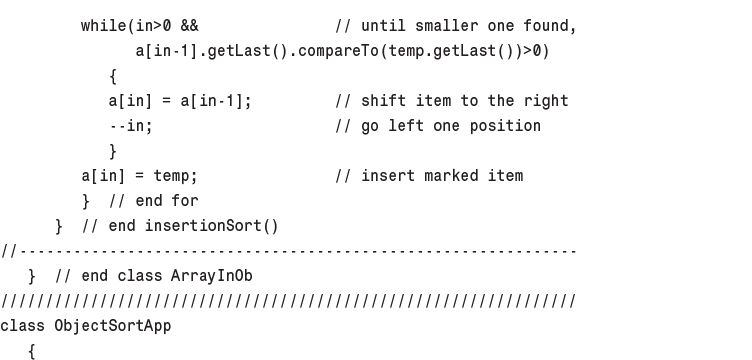 while(in>0 && // until smaller one found,
a[in-1].getLast().compareTo(temp.getLast())>0)
{
a[in] = a[in-1]; // shift item to the right
--in; // go left one position
}
a[in] = temp; // insert marked item
} // end for
} // end insertionSort()
//--------------------------------------------------------------
} // end class ArrayInOb
////////////////////////////////////////////////////////////////
class ObjectSortApp
{